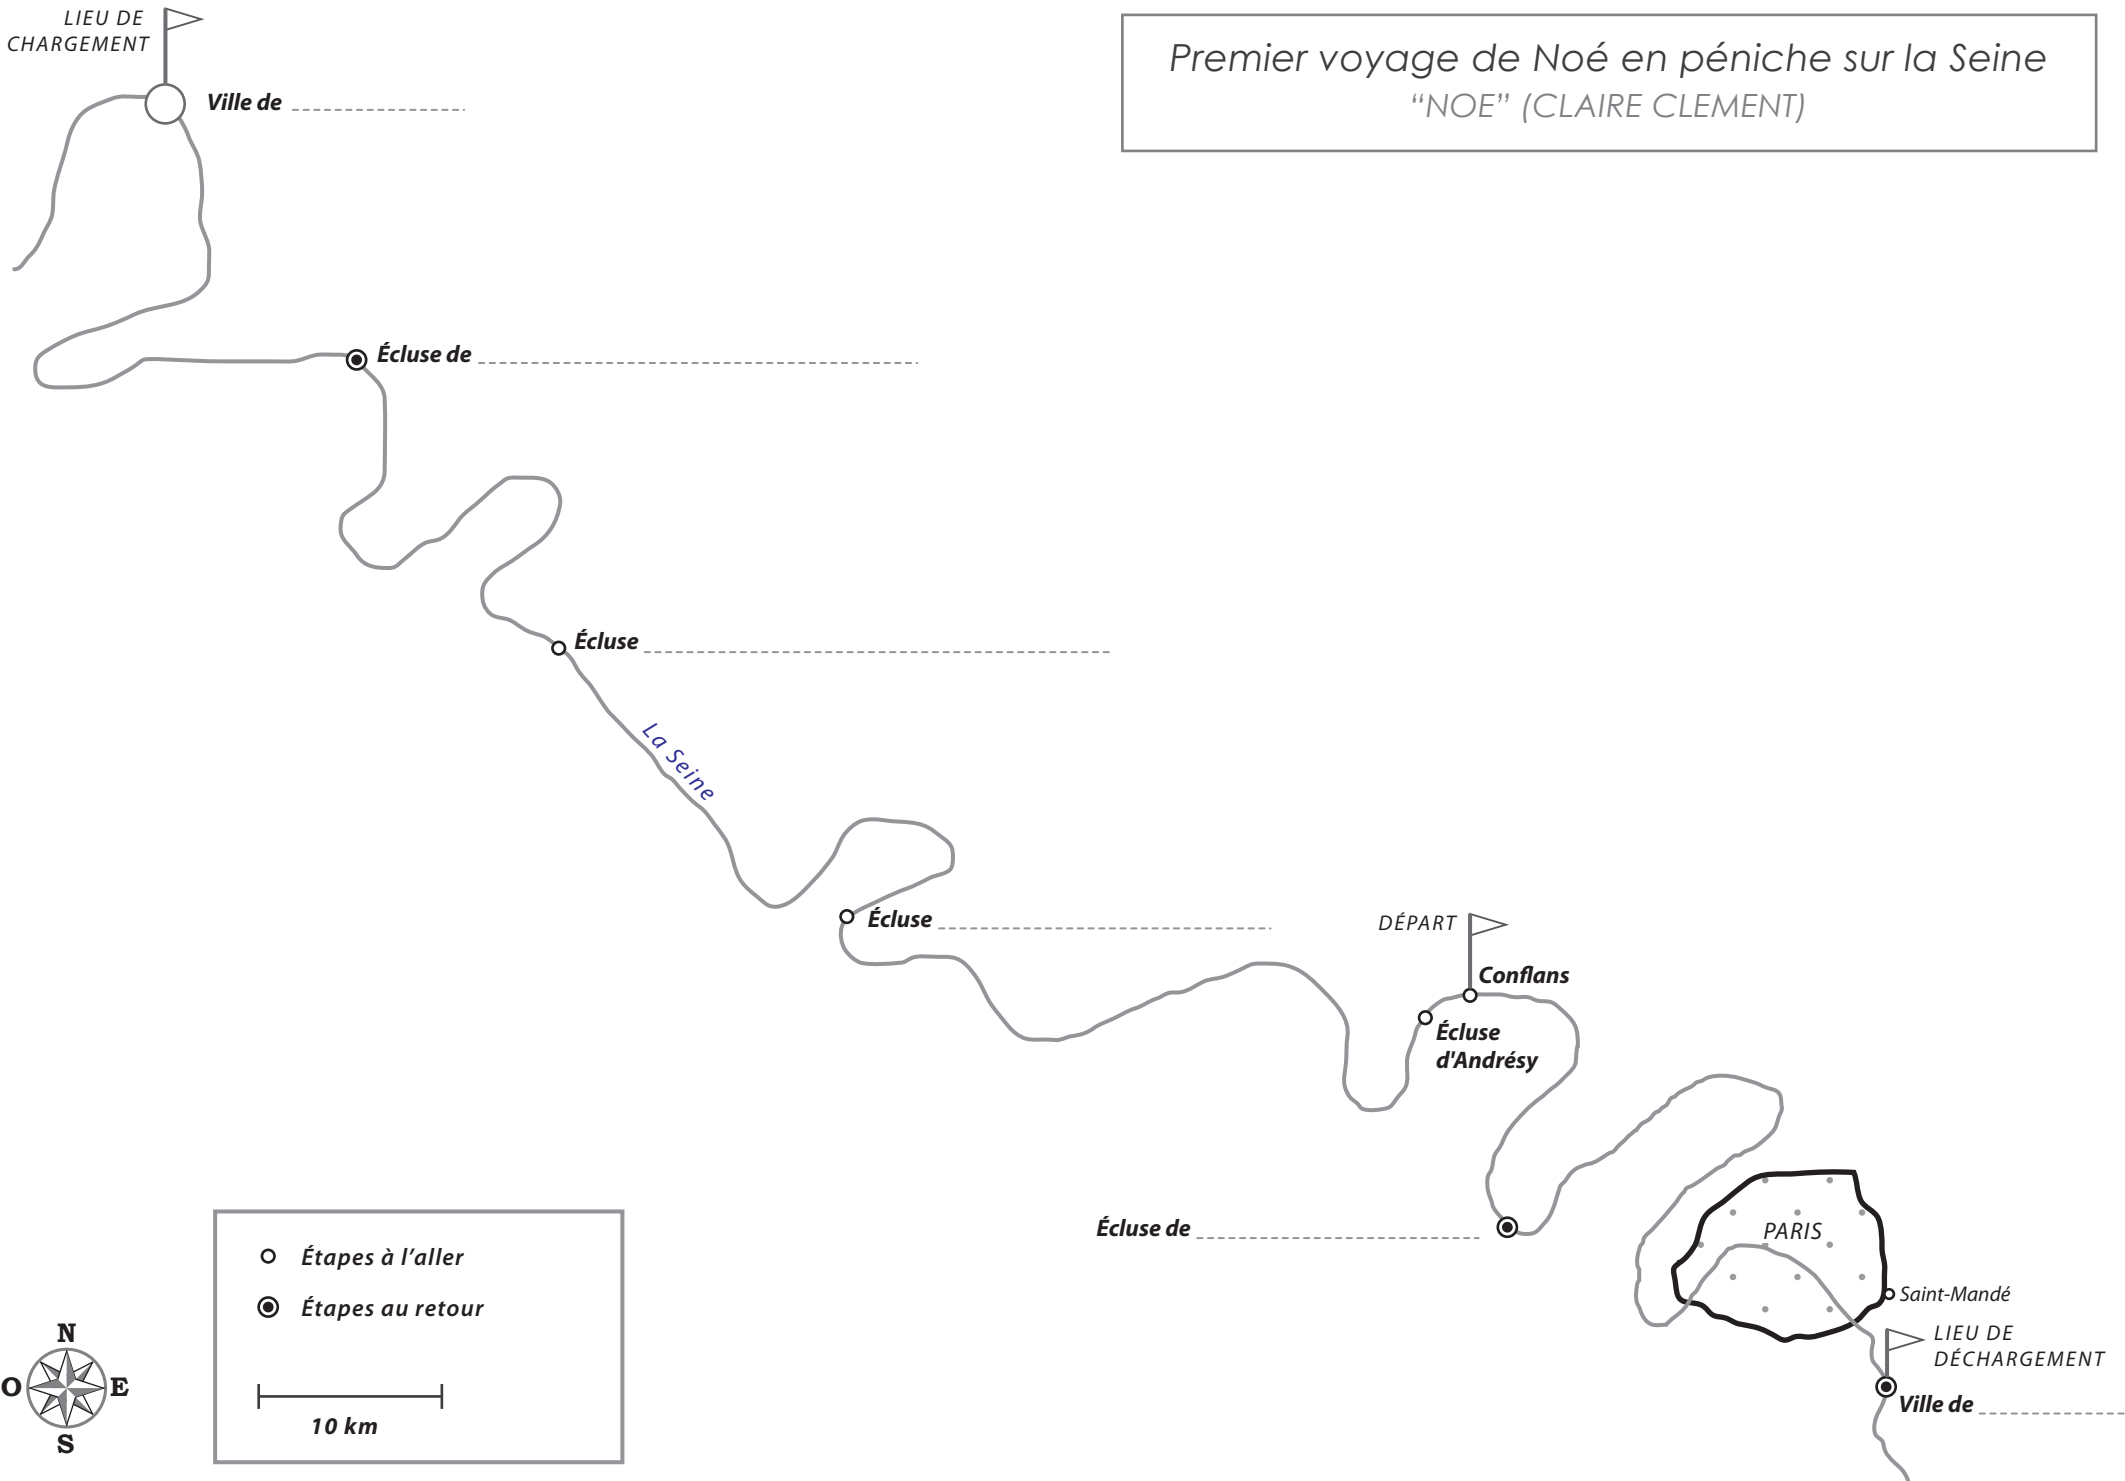 LIEU DE
CHARGEMENT
Premier voyage de Noé en péniche sur la Seine
“NOE” (CLAIRE CLEMENT)
Ville de
Écluse de
Écluse
La Seine
Écluse
DÉPART
Conflans
Écluse
d'Andrésy
Écluse de
PARIS
Saint-Mandé
LIEU DE
DÉCHARGEMENT
Ville de
Étapes à l’aller
Étapes au retour
10 km
N
O
E
S